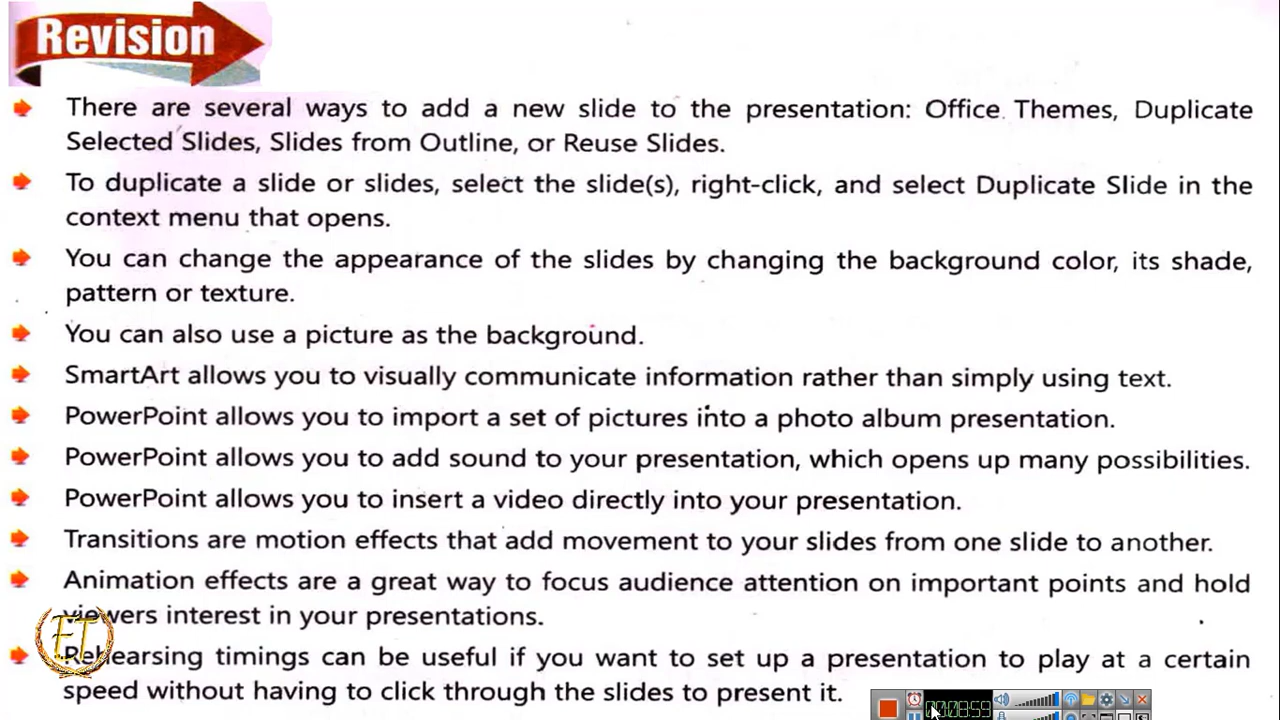 Revision
There are several ways to add a new slide to the presentation: Office Themes, Duplicate
Selected Slides, Slides from Outline, or Reuse Slides.
To duplicate a slide or slides, select the slide(s), right-click, and select Duplicate Slide in the
context menu that opens.
You can change the appearance of the slides by changing the background color, its shade,
pattern or texture.
You can also use a picture as the background.
SmartArt allows you to visually communicate information rather than simply using text.
PowerPoint allows you to import a set of pictures into a photo album presentation.
PowerPoint allows you to add sound to your presentation, which opens up many possibilities.
PowerPoint allows you to insert a video directly into your presentation.
Transitions are motion effects that add movement to your slides from one slide to another.
Animation effects are a great way to focus audience attention on important points and hold
viewers interest in your presentations.
ET
Rehearsing timings can be useful if you want to set up a presentation to play at a certain
speed without having to click through the slides to present it.